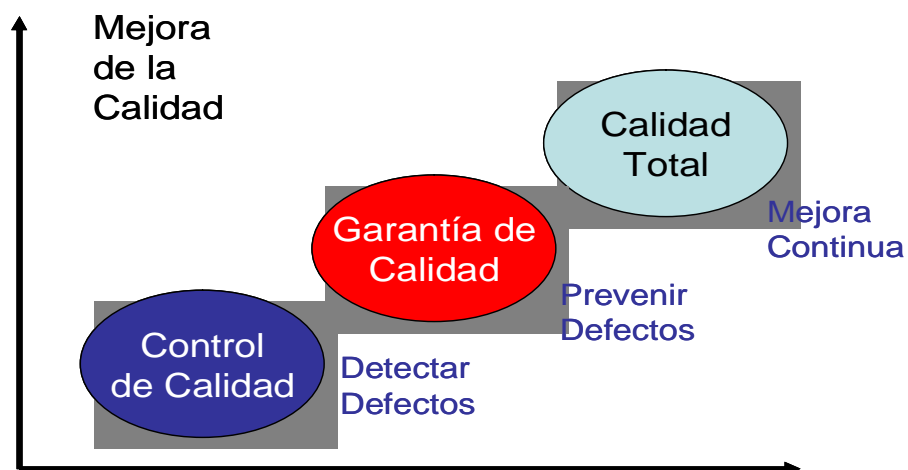 Mejora
de la
Calidad
Calidad
Total
Mejora
Continua
Garantía de
Calidad
Prevenir
Defectos
Control
de Calidad
Detectar
Defectos